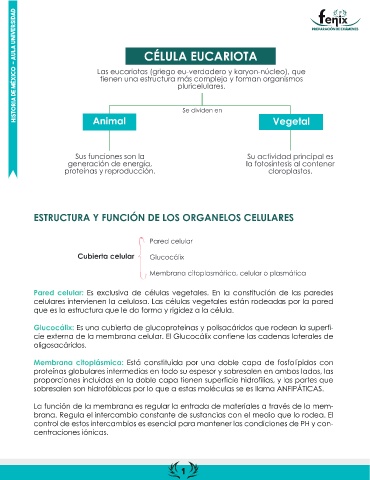 HISTORIA DE MÉXICO - AULA UNIVERSIDAD
fenix
PREPARACIÓN DE EXÁMENES
CÉLULA EUCARIOTA
Las eucariotas (griego eu-verdadero y karyon-núcleo), que
tienen una estructura más compleja y forman organismos
pluricelulares.
Se dividen en
Animal
Vegetal
Sus funciones son la
generación de energía,
proteínas y reproducción.
Su actividad principal es
la fotosíntesis al contener
cloroplastos.
ESTRUCTURA Y FUNCIÓN DE LOS ORGANELOS CELULARES
Pared celular
Cubierta celular
Glucocálix
Membrana citoplasmática, celular o plasmática
Pared celular: Es exclusiva de células vegetales. En la constitución de las paredes
celulares intervienen la celulosa. Las células vegetales están rodeadas por la pared
que es la estructura que le da forma y rigidez a la célula.
Glucocálix: Es una cubierta de glucoproteínas y polisacáridos que rodean la superfi-
cie externa de la membrana celular. El Glucocálix contiene las cadenas laterales de
oligosacáridos.
Membrana citoplásmica: Está constituida por una doble capa de fosfolípidos con
proteínas globulares intermedias en todo su espesor y sobresalen en ambos lados, las
proporciones incluidas en la doble capa tienen superficie hidrofílias, y las partes que
sobresalen son hidrofóbicas por lo que a estas moléculas se es llama ANFIPÁTICAS.
La función de la membrana es regular la entrada de materiales a través de la mem-
brana. Regula el intercambio constante de sustancias con el medio que lo rodea. El
control de estos intercambios es esencial para mantener las condiciones de PH y con-
centraciones iónicas.
1